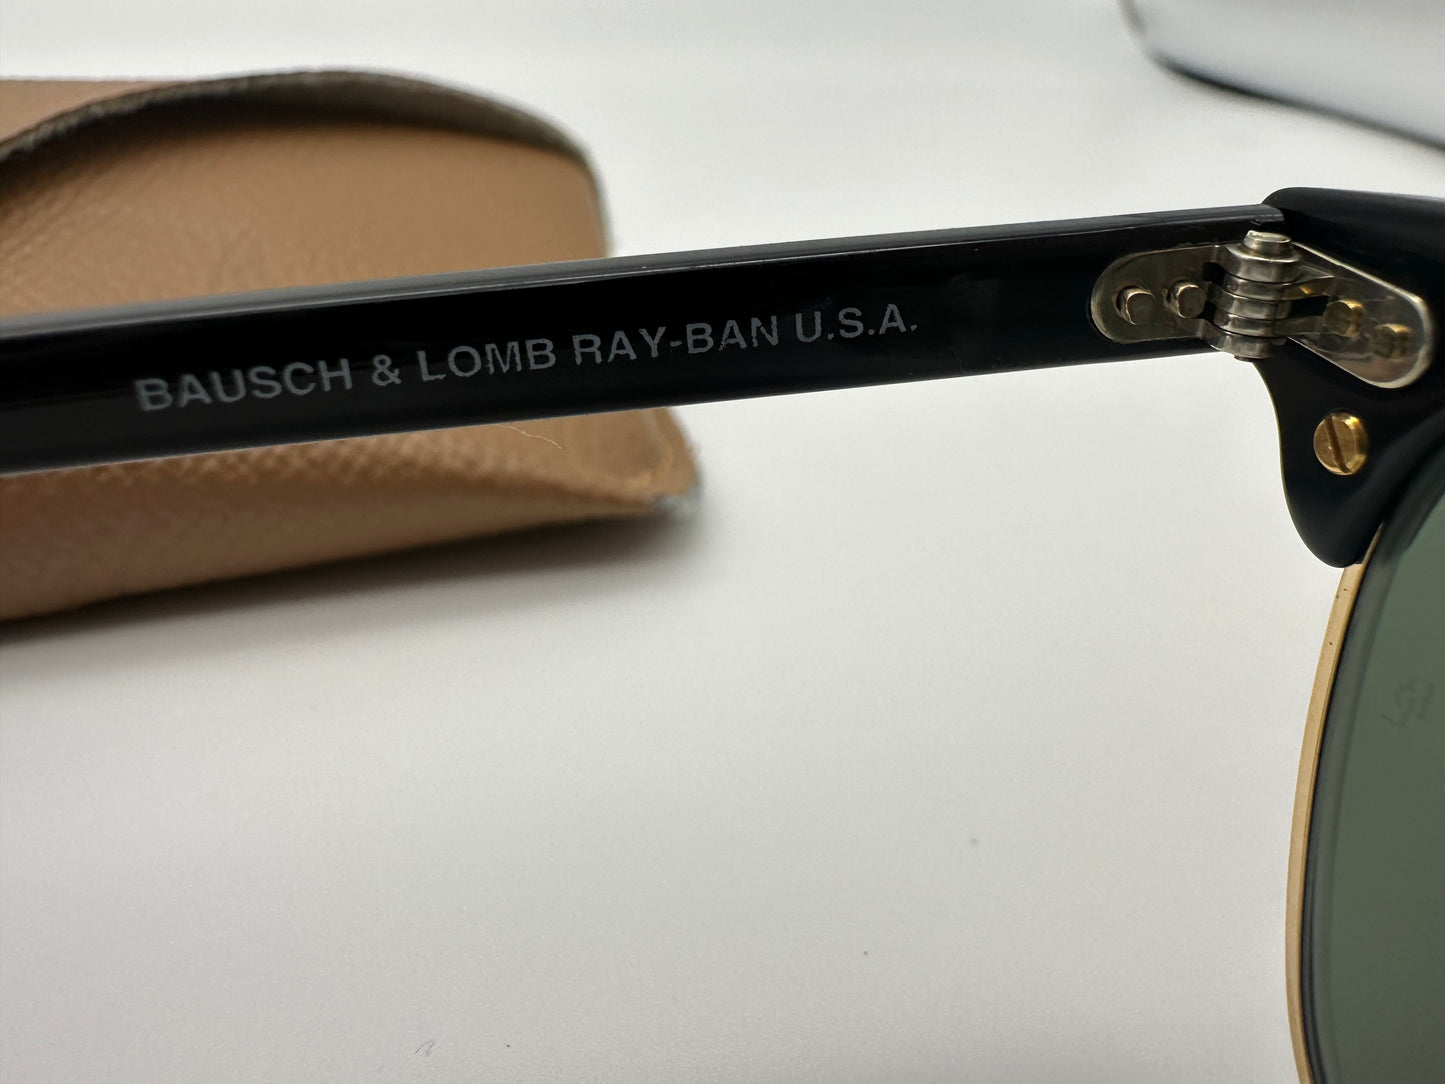 BAUSCH & LOMB RAY-BAN U.S.A.